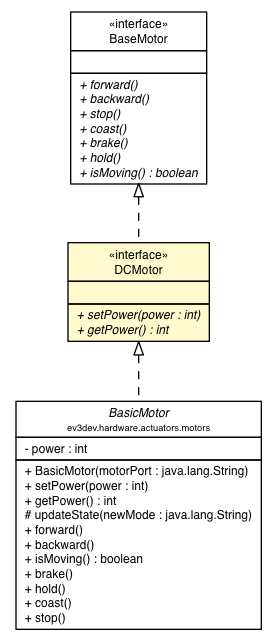 «interface»
BaseMotor
+ forward()
+ backward()
+ stop()
+ coast()
+ brake()
+ hold()
+ isMoving() : boolean
«interface»
DCMotor
+ setPower(power : int)
+ getPower() : int
BasicMotor
ev3dev.hardware.actuators.motors
- power : int
+ BasicMotor(motorPort : java.lang.String)
+ setPower(power : int)
+ getPower() : int
# updateState(newMode : java.lang.String)
+ forward()
+ backward()
+ isMoving() : boolean
+ brake()
+ hold()
+ coast()
+ stop()